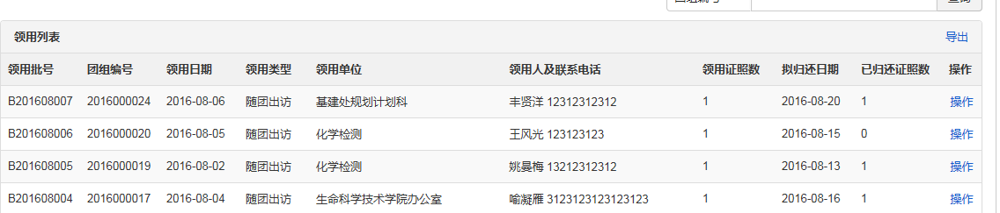 领用列表 导出
领用批号 团组编号 领用日期 领用类型 领用单位 领用人及联系电话 领用证照数 拟归还日期 已归还证照数 操作
B201608007 2016000024 2016-08-06 随团出访 基建处规划计划科 丰贤洋 12312312312 1 2016-08-20 1 操作
B201608006 2016000020 2016-08-05 随团出访 化学检测 王风光 123123123 1 2016-08-15 0 操作
B201608005 2016000019 2016-08-02 随团出访 化学检测 姚曼梅 13212312312 1 2016-08-13 1 操作
B201608004 2016000017 2016-08-04 随团出访 生命科学技术学院办公室 喻凝雁 3123123123123123 1 2016-08-16 1 操作